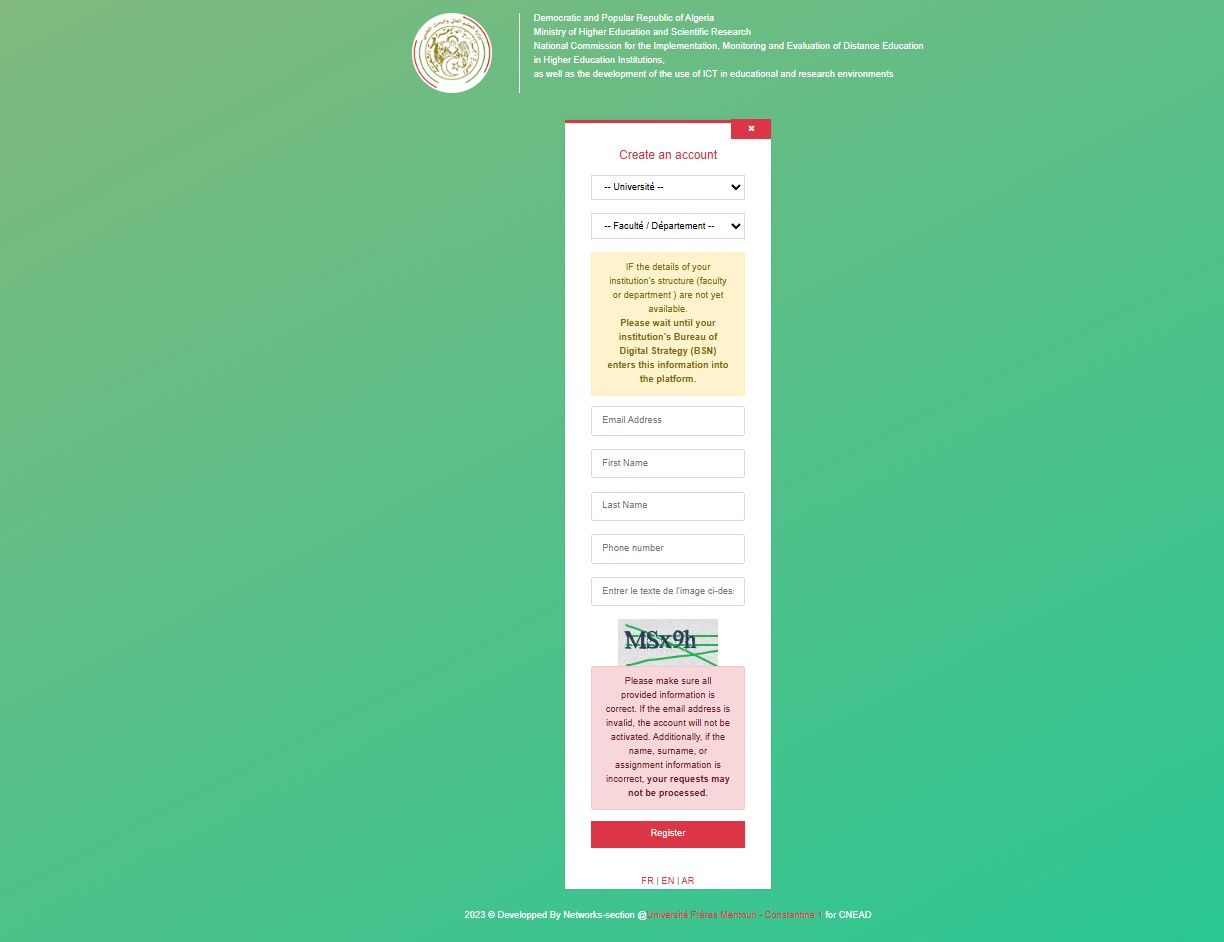 Democratic and Popular Republic of Algeria
Ministry of Higher Education and Scientific Research
National Commission for the Implementation, Monitoring and Evaluation of Distance Education
in Higher Education Institutions,
as well as the development of the use of ICT in educational and research environments
Create an account
-- Université --
-- Faculté / Département --
IF the details of your
institution's structure (faculty
or department ) are not yet
available.
Please wait until your
institution's Bureau of
Digital Strategy (BSN)
enters this information into
the platform.
Email Address
First Name
Last Name
Phone number
Entrer le texte de l'image ci-des
MSx9h
Please make sure all
provided information is
correct. If the email address is
invalid, the account will not be
activated. Additionally, if the
name, surname, or
assignment information is
incorrect, your requests may
not be processed.
Register
FR | EN | AR
2023 © Developped By Networks-section @Université Fréres Mentouri - Constantine 1 for CNEAD